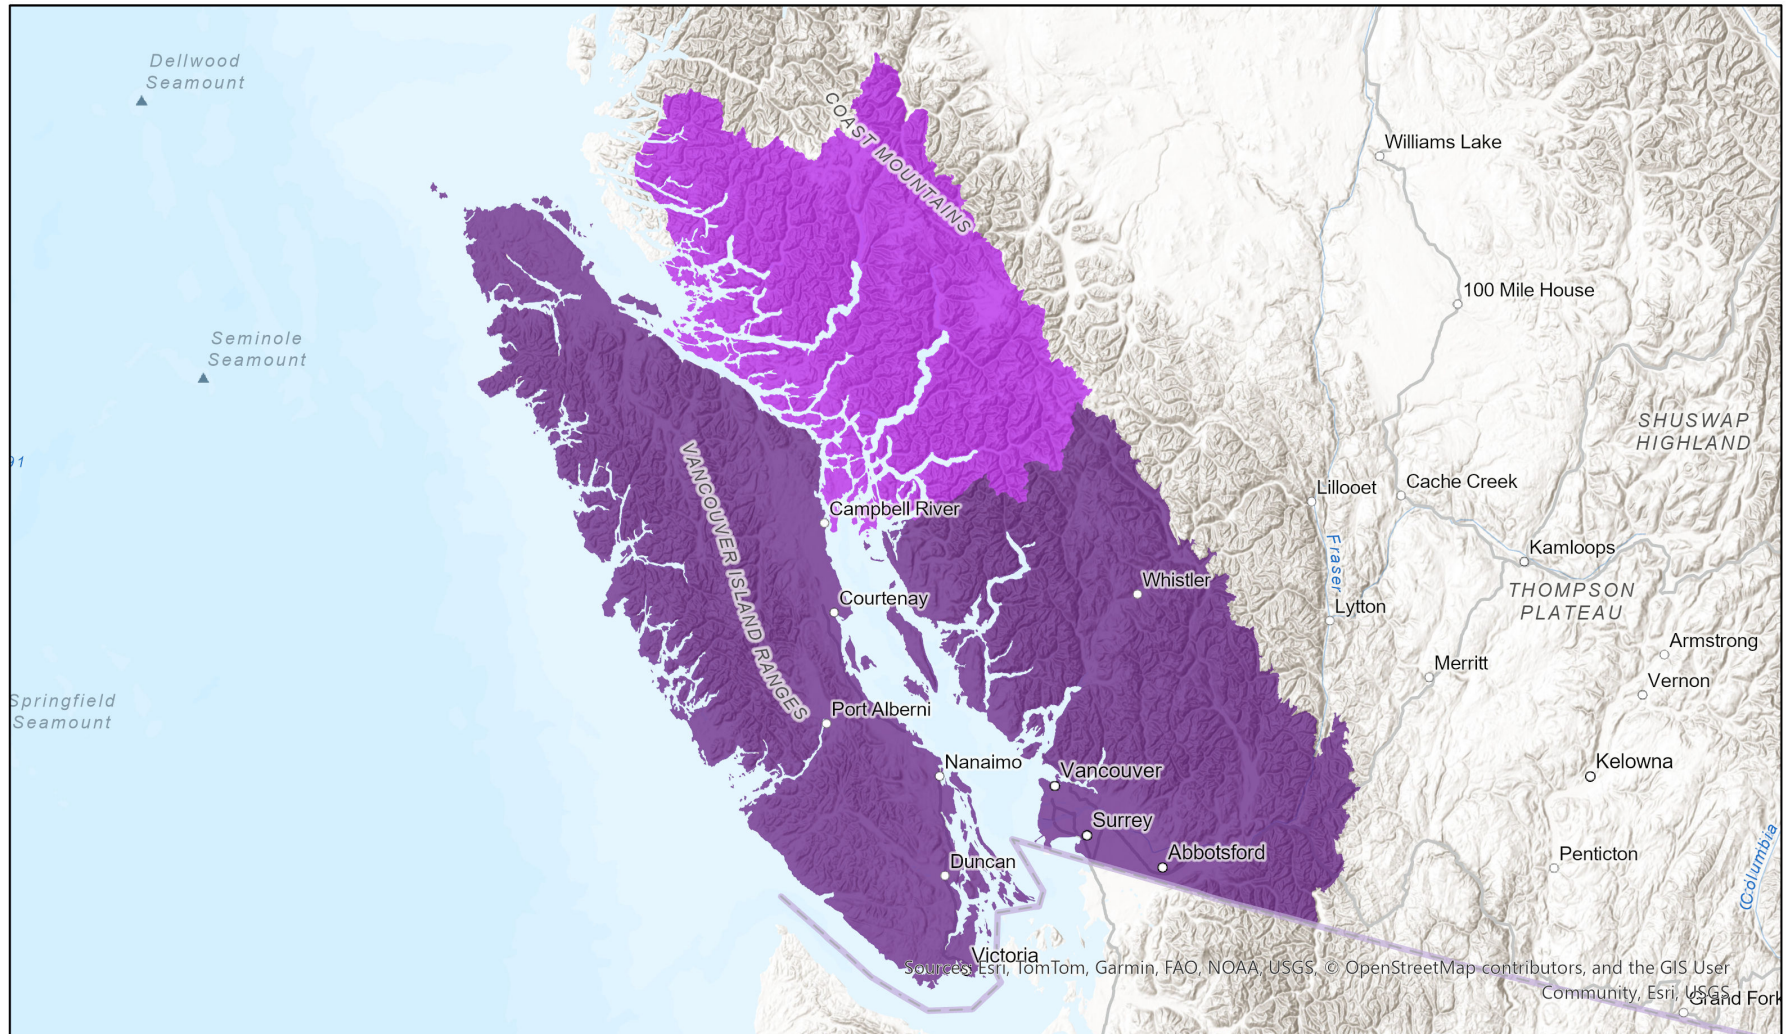 Dellwood
Seamount
COAST MOUNTAINS
Williams Lake
100 Mile House
Seminole
Seamount
SHUSWAP
HIGHLAND
91
VANCOUVER ISLAND RANGES
Campbell River
Lillooet
Cache Creek
Fraser
Kamloops
Whistler
THOMPSON
PLATEAU
Courtenay
Lytton
Armstrong
Merritt
Vernon
Springfield
Seamount
Port Alberni
Nanaimo
Vancouver
Kelowna
Surrey
Abbotsford
Penticton
(Columbia
Duncan
Victoria
Sources: Esri, TomTom, Garmin, FAO, NOAA, USGS, © OpenStreetMap contributors, and the GIS User
Community, Esri, USGS
Grand Fork